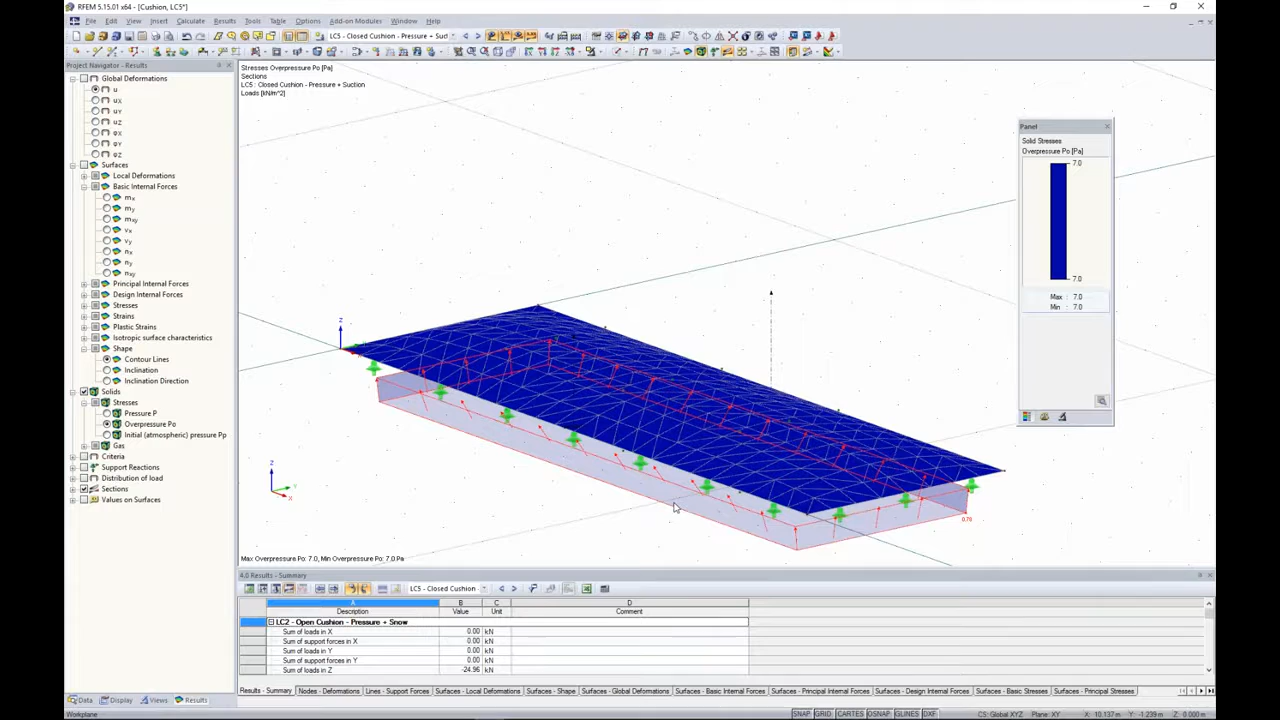 RFEM 5.15.01 x64 - [Cushion, LC5*]
File Edit View Insert Calculate Results Tools Table Options Add-on Modules Window Help
LC5 - Closed Cushion - Pressure + Suct
Project Navigator - Results
Global Deformations
u
uX
uY
uZ
φX
φY
φZ
Surfaces
Local Deformations
Basic Internal Forces
mx
my
mxy
vx
vy
nx
ny
nxy
Principal Internal Forces
Design Internal Forces
Stresses
Strains
Plastic Strains
Isotropic surface characteristics
Shape
Contour Lines
Inclination
Inclination Direction
Solids
Stresses
Pressure P
Overpressure Po
Initial (atmospheric) pressure Pp
Gas
Criteria
Support Reactions
Distribution of load
Sections
Values on Surfaces
Data Display Views Results
Stresses Overpressure Po [Pa]
Sections
LC5 : Closed Cushion - Pressure + Suction
Loads [kN/m^2]
Z
Z
Y
X
0.70
Max Overpressure Po: 7.0, Min Overpressure Po: 7.0 Pa
Panel
Solid Stresses
Overpressure Po [Pa]
7.0
7.0
Max : 7.0
Min : 7.0
4.0 Results - Summary
LC5 - Closed Cushion -
A B C D
Description Value Unit Comment
LC2 - Open Cushion - Pressure + Snow
Sum of loads in X 0.00 kN
Sum of support forces in X 0.00 kN
Sum of loads in Y 0.00 kN
Sum of support forces in Y 0.00 kN
Sum of loads in Z -24.96 kN
Results - Summary Nodes - Deformations Lines - Support Forces Surfaces - Local Deformations Surfaces - Shape Surfaces - Global Deformations Surfaces - Basic Internal Forces Surfaces - Principal Internal Forces Surfaces - Design Internal Forces Surfaces - Basic Stresses Surfaces - Principal Stresses
Workplane SNAP GRID CARTES OSNAP GLINES DXF CS: Global XYZ Plane: XY X: 10.137 m Y: -1.239 m Z: 0.000 m